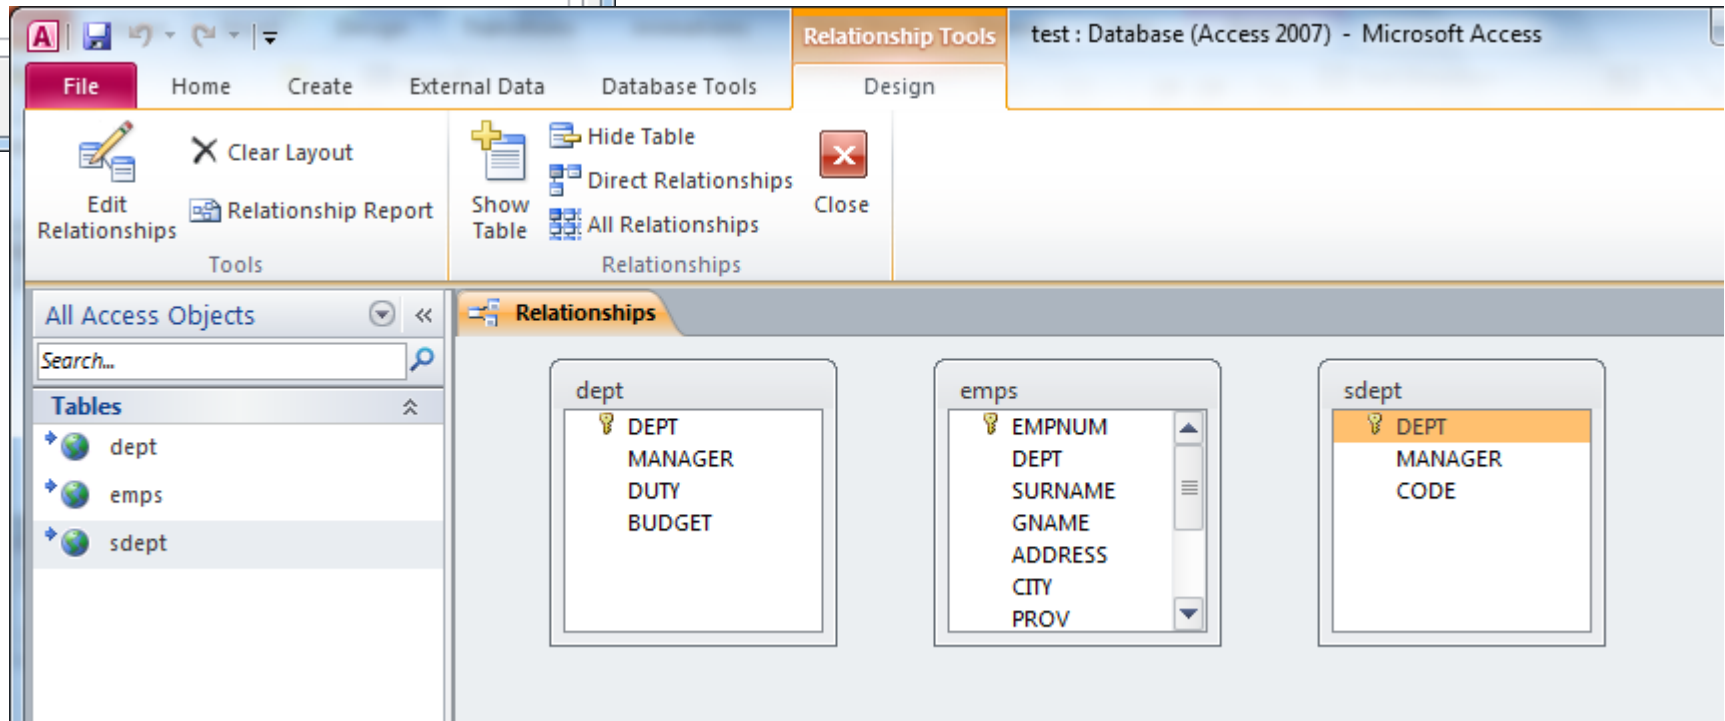 A
Relationship Tools
test : Database (Access 2007) - Microsoft Access
File Home Create External Data Database Tools Design
Edit Relationships
Clear Layout
Relationship Report
Tools
Show Table
Hide Table
Direct Relationships
All Relationships
Relationships
Close
All Access Objects
Search...
Tables
dept
emps
sdept
Relationships
dept
DEPT
MANAGER
DUTY
BUDGET
emps
EMPNUM
DEPT
SURNAME
GNAME
ADDRESS
CITY
PROV
sdept
DEPT
MANAGER
CODE